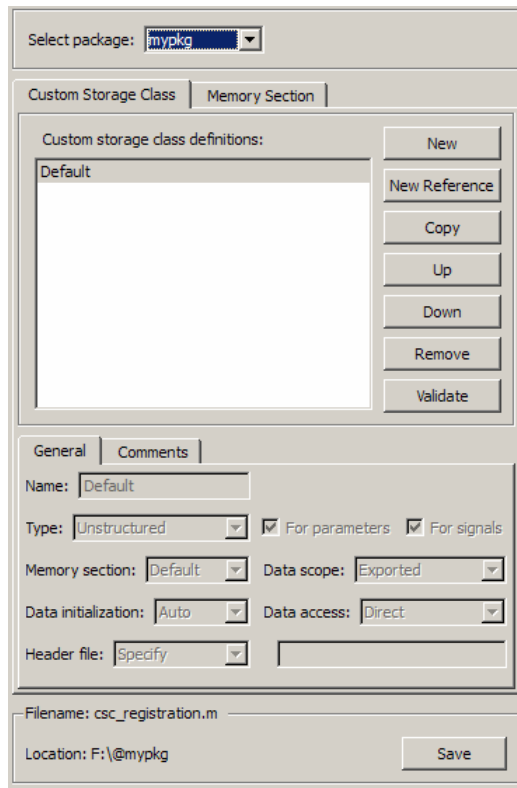 Select package: mypkg
Custom Storage Class Memory Section
Custom storage class definitions:
Default
New
New Reference
Copy
Up
Down
Remove
Validate
General Comments
Name: Default
Type: Unstructured For parameters For signals
Memory section: Default Data scope: Exported
Data initialization: Auto Data access: Direct
Header file: Specify
Filename: csc_registration.m
Location: F:\@mypkg Save